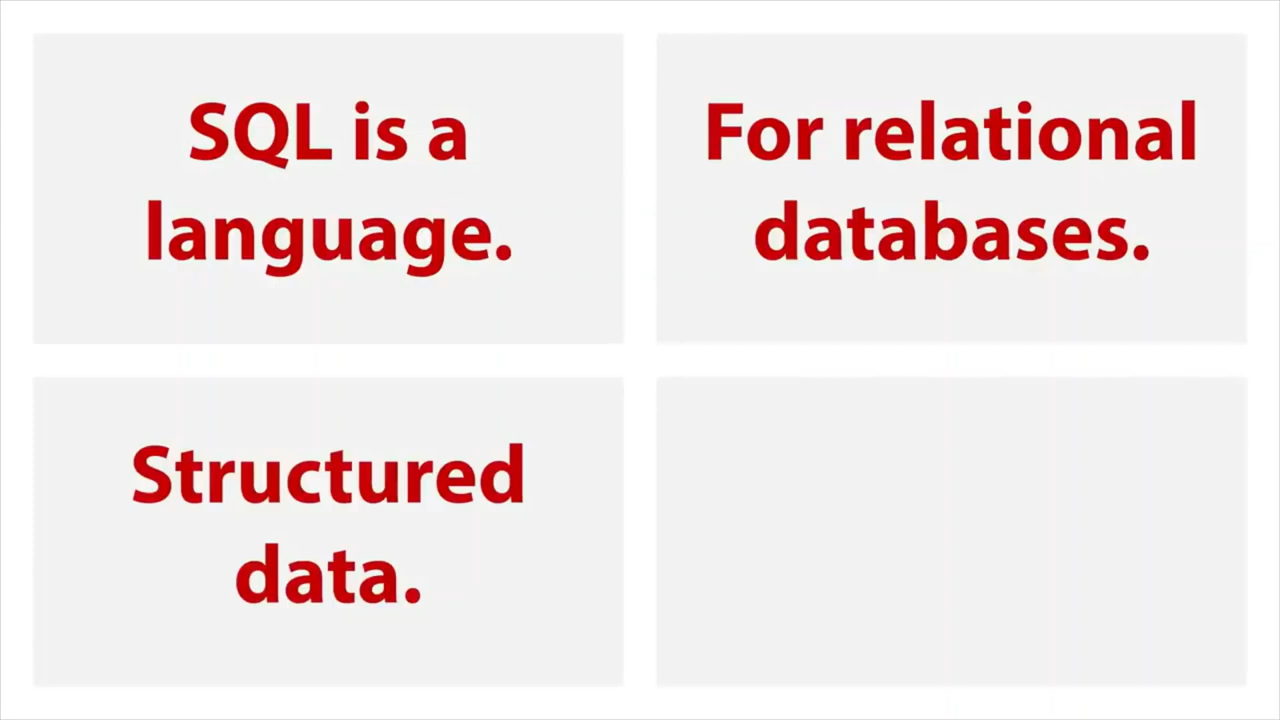 SQL is a
language.
For relational
databases.
Structured
data.